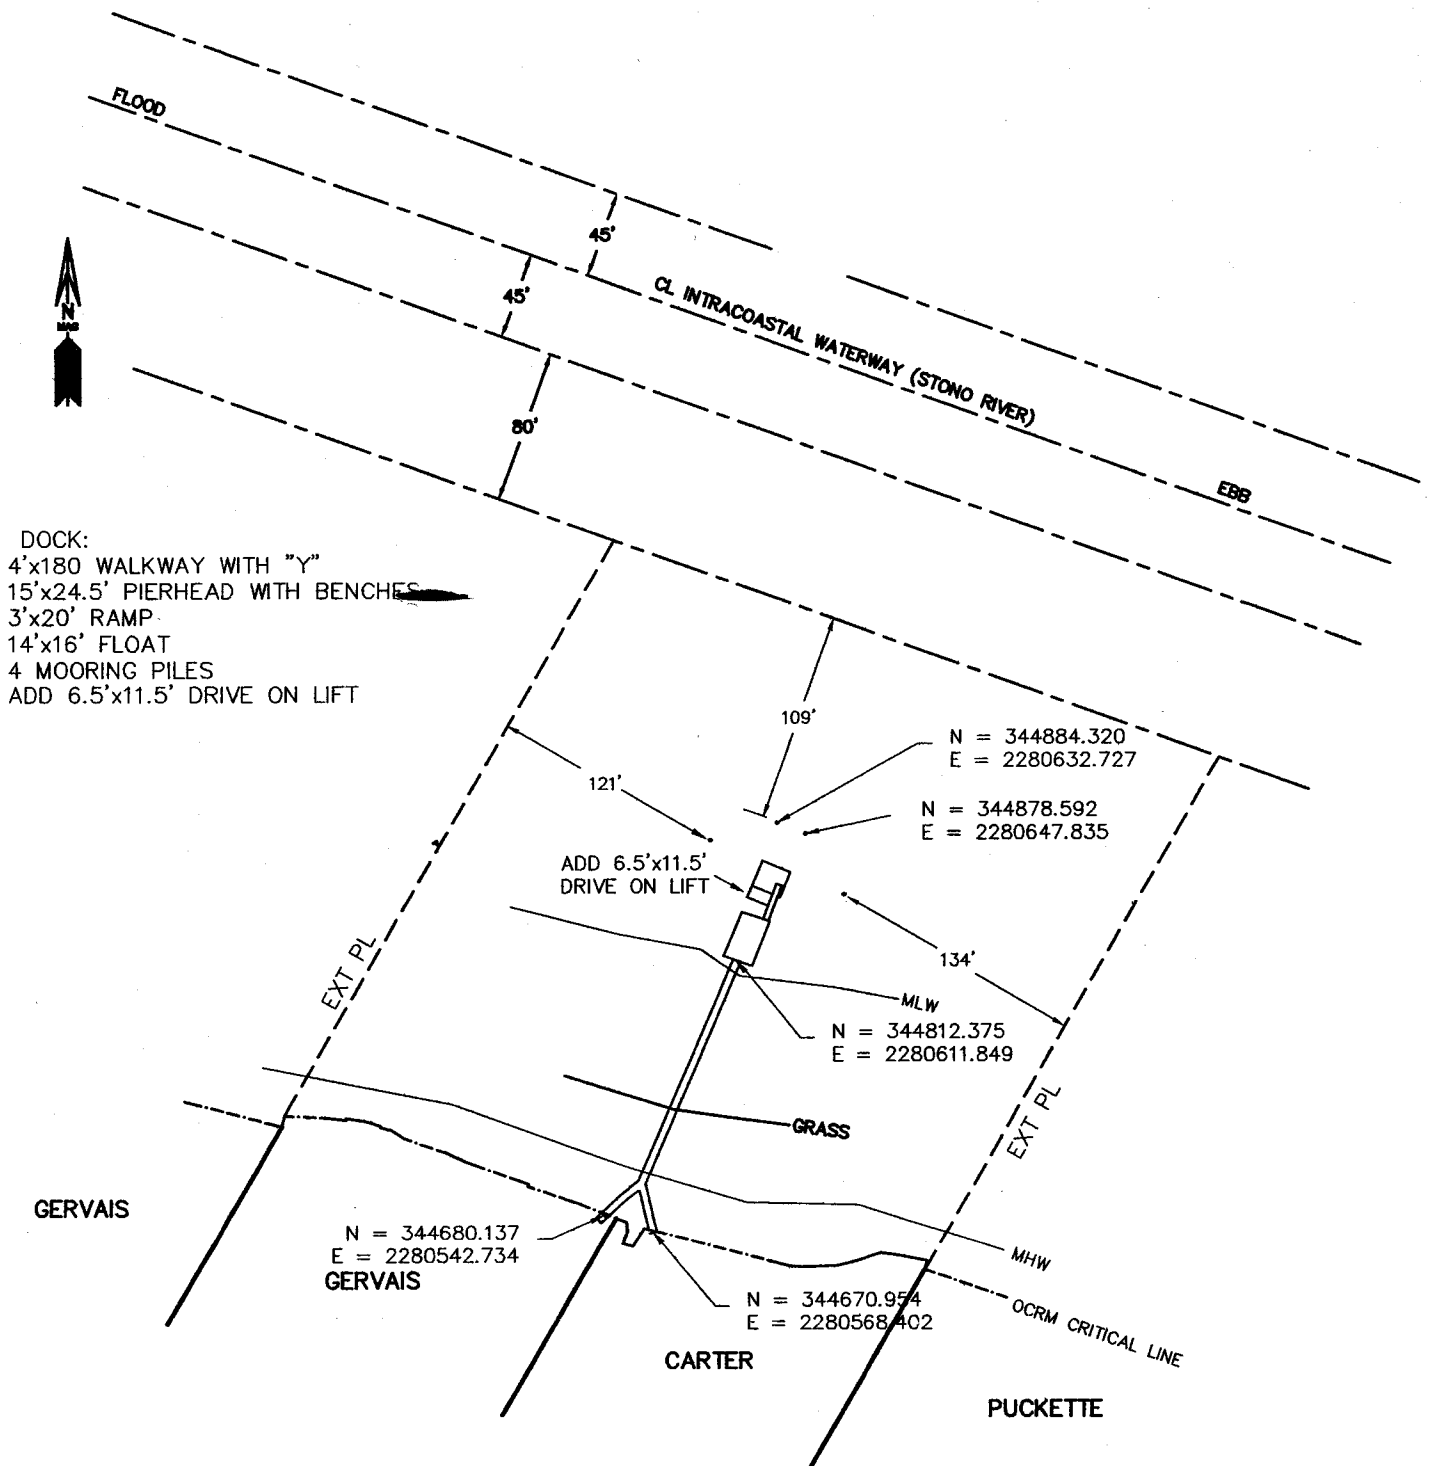 FLOOD
45'
45'
CL INTRACOASTAL WATERWAY (STONO RIVER)
N
MAG
80'
EBB
DOCK:
4'x180 WALKWAY WITH "Y"
15'x24.5' PIERHEAD WITH BENCHES
3'x20' RAMP
14'x16' FLOAT
4 MOORING PILES
ADD 6.5'x11.5' DRIVE ON LIFT
109'
N = 344884.320
E = 2280632.727
121'
N = 344878.592
E = 2280647.835
ADD 6.5'x11.5'
DRIVE ON LIFT
EXT PL
134'
MLW
N = 344812.375
E = 2280611.849
EXT PL
GRASS
GERVAIS
N = 344680.137
E = 2280542.734
GERVAIS
MHW
N = 344670.954
E = 2280568.402
OCRM CRITICAL LINE
CARTER
PUCKETTE